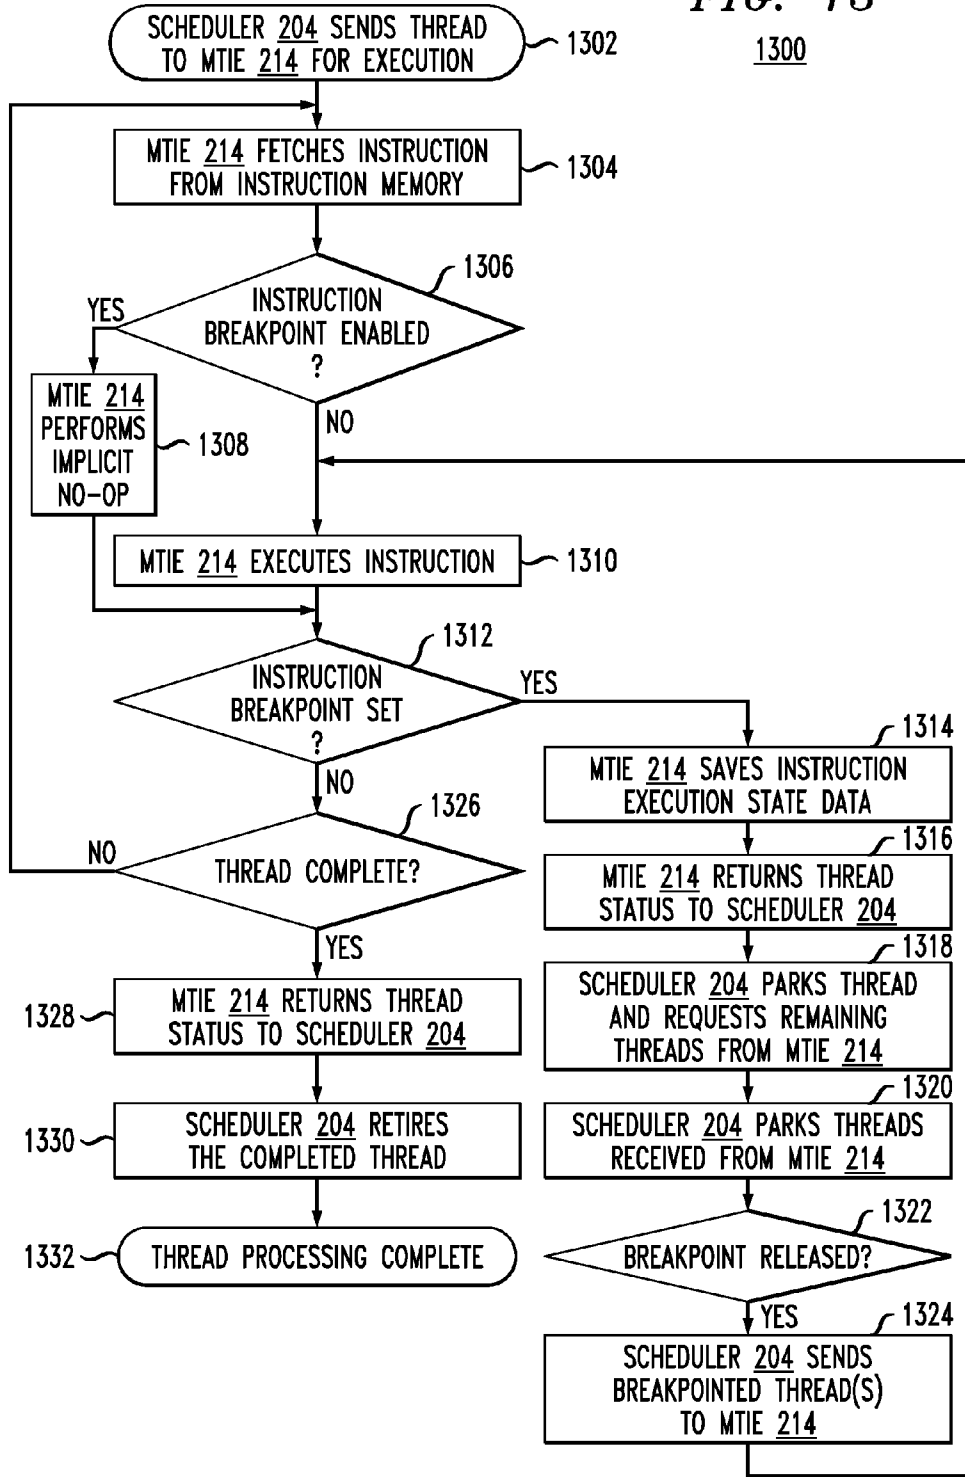 SCHEDULER 204 SENDS THREAD
TO MTIE 214 FOR EXECUTION
1302
1300
MTIE 214 FETCHES INSTRUCTION
FROM INSTRUCTION MEMORY
1304
1306
INSTRUCTION
BREAKPOINT ENABLED
?
YES
NO
MTIE 214
PERFORMS
IMPLICIT
NO-OP
1308
MTIE 214 EXECUTES INSTRUCTION
1310
1312
INSTRUCTION
BREAKPOINT SET
?
YES
NO
1314
MTIE 214 SAVES INSTRUCTION
EXECUTION STATE DATA
1326
THREAD COMPLETE?
NO
YES
1316
MTIE 214 RETURNS THREAD
STATUS TO SCHEDULER 204
1318
SCHEDULER 204 PARKS THREAD
AND REQUESTS REMAINING
THREADS FROM MTIE 214
1328
MTIE 214 RETURNS THREAD
STATUS TO SCHEDULER 204
1320
SCHEDULER 204 PARKS THREADS
RECEIVED FROM MTIE 214
1330
SCHEDULER 204 RETIRES
THE COMPLETED THREAD
1322
BREAKPOINT RELEASED?
YES
1332
THREAD PROCESSING COMPLETE
1324
SCHEDULER 204 SENDS
BREAKPOINTED THREAD(S)
TO MTIE 214